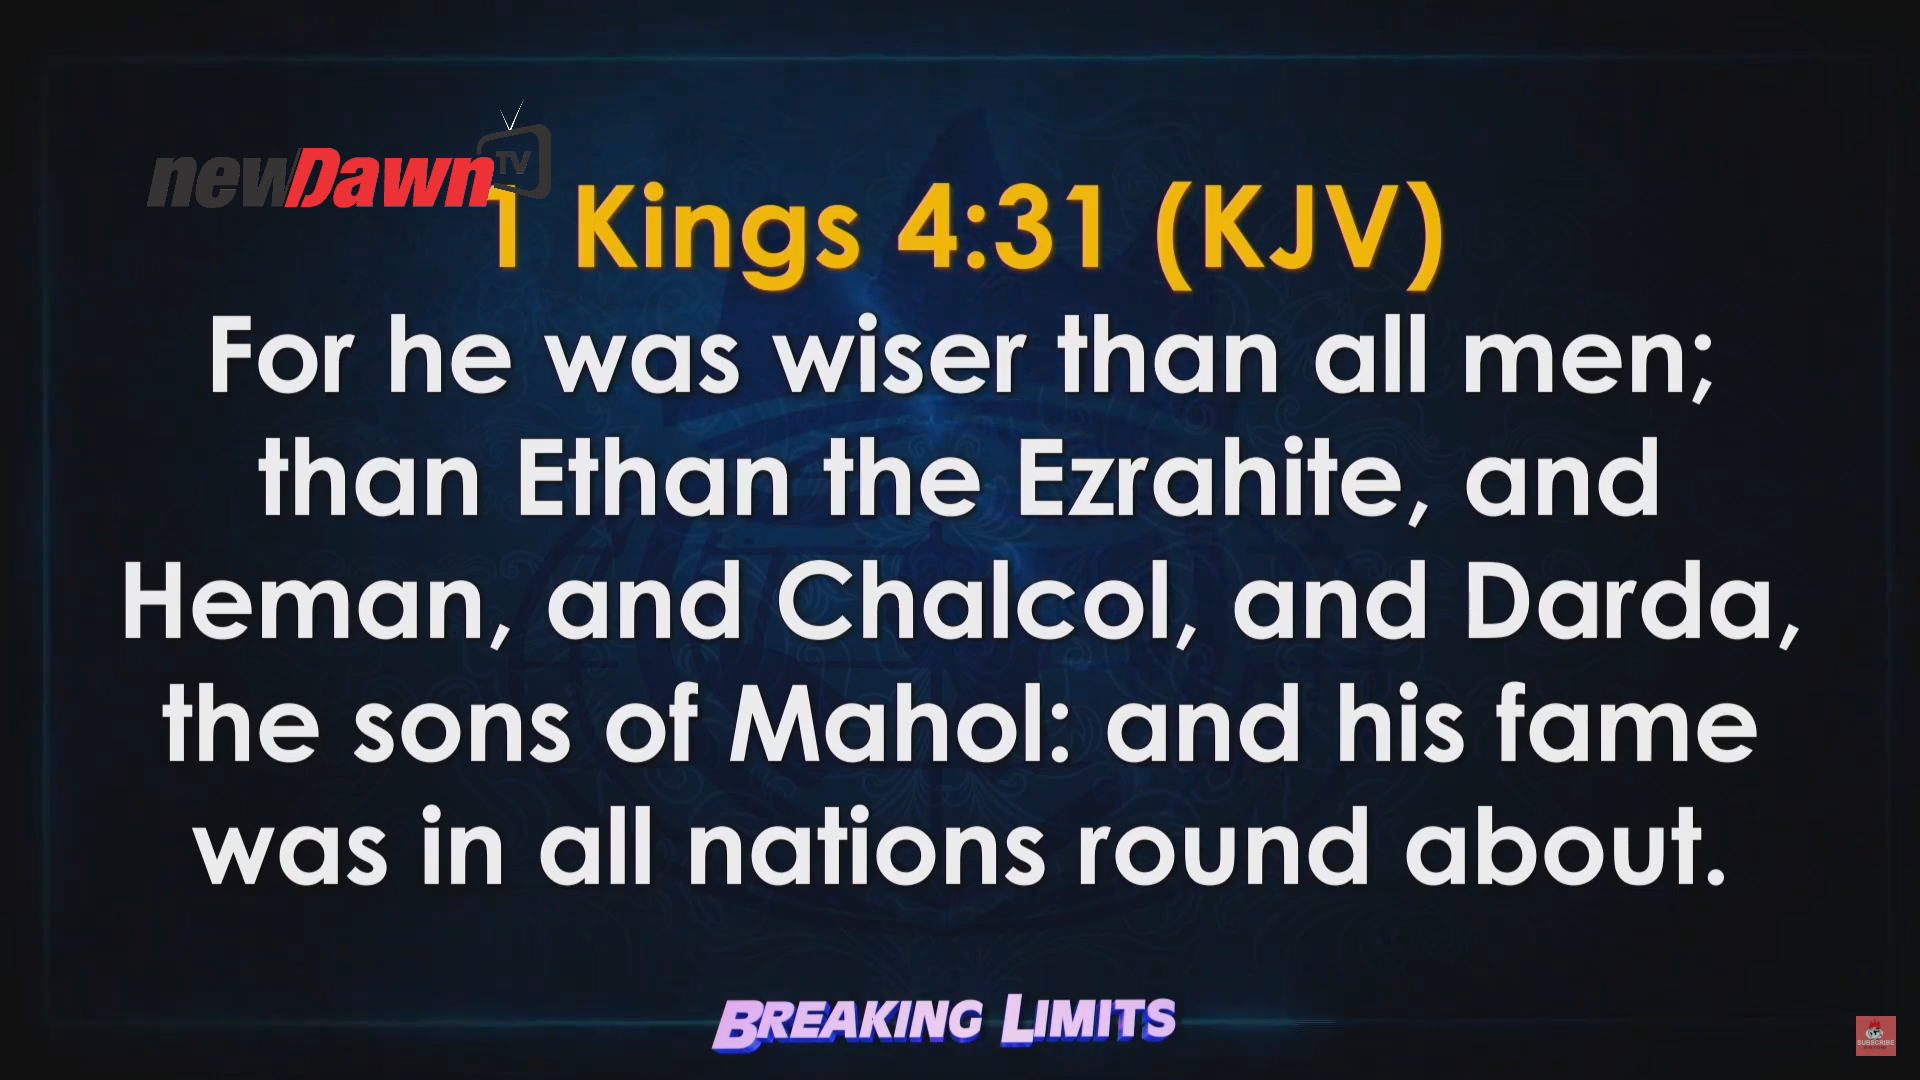 newDawn TV
1 Kings 4:31 (KJV)
For he was wiser than all men;
than Ethan the Ezrahite, and
Heman, and Chalcol, and Darda,
the sons of Mahol: and his fame
was in all nations round about.
BREAKING LIMITS
SUBSCRIBE